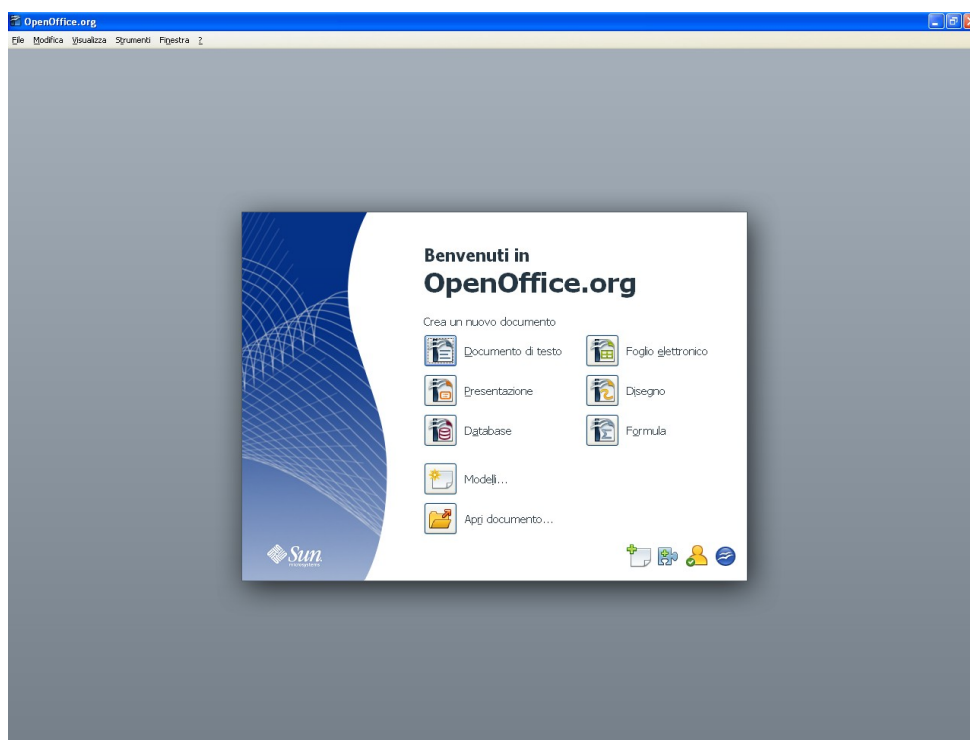 OpenOffice.org
File Modifica Visualizza Strumenti Finestra ?
Benvenuti in
OpenOffice.org
Crea un nuovo documento
Documento di testo Foglio elettronico
Presentazione Disegno
Database Formula
Modelli...
Apri documento...
Sun
microsystems